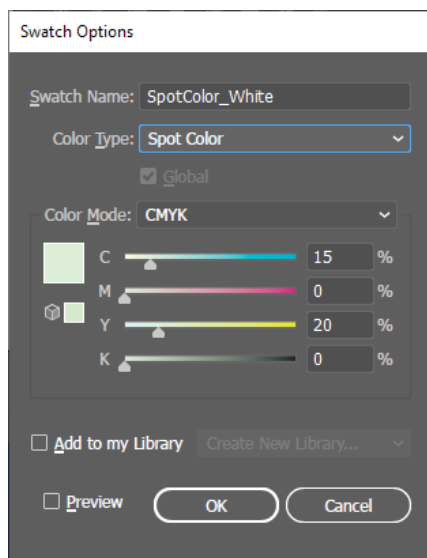 Swatch Options
Swatch Name: SpotColor_White
Color Type: Spot Color
Global
Color Mode: CMYK
C 15 %
M 0 %
Y 20 %
K 0 %
Add to my Library Create New Library...
Preview OK Cancel